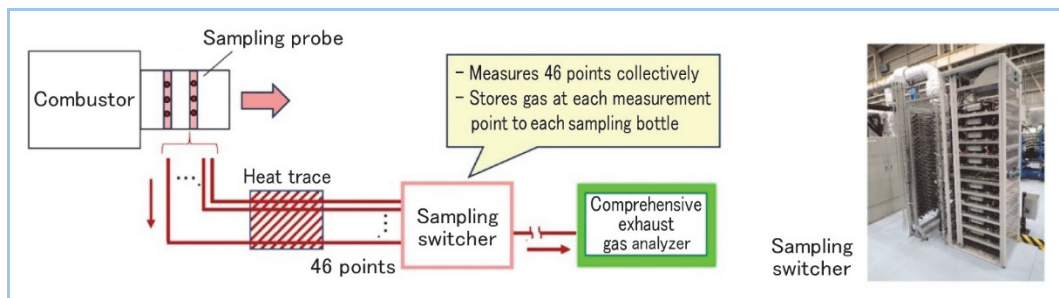 Sampling probe
Combustor
– Measures 46 points collectively
– Stores gas at each measurement
point to each sampling bottle
Heat trace
Sampling
switcher
46 points
Comprehensive
exhaust
gas analyzer
Sampling
switcher